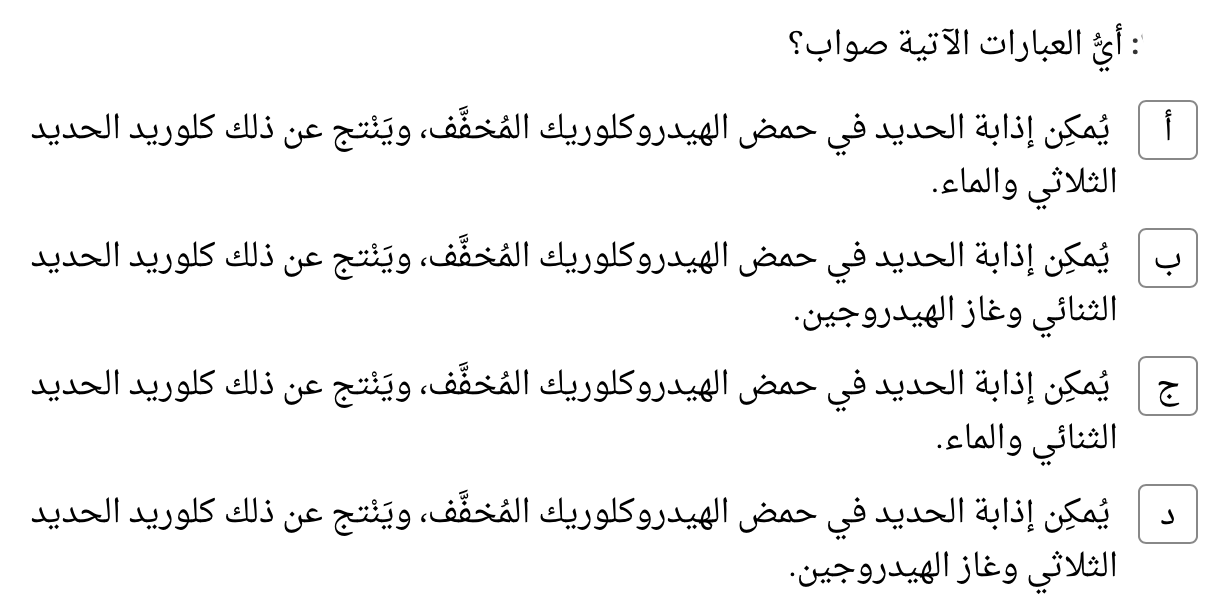 : أيُّ العبارات الآتية صواب؟
أ يُمكِن إذابة الحديد في حمض الهيدروكلوريك المُخفَّف، ويَنْتج عن ذلك كلوريد الحديد
الثلاثي والماء.
ب يُمكِن إذابة الحديد في حمض الهيدروكلوريك المُخفَّف، ويَنْتج عن ذلك كلوريد الحديد
الثنائي وغاز الهيدروجين.
ج يُمكِن إذابة الحديد في حمض الهيدروكلوريك المُخفَّف، ويَنْتج عن ذلك كلوريد الحديد
الثنائي والماء.
د يُمكِن إذابة الحديد في حمض الهيدروكلوريك المُخفَّف، ويَنْتج عن ذلك كلوريد الحديد
الثلاثي وغاز الهيدروجين.